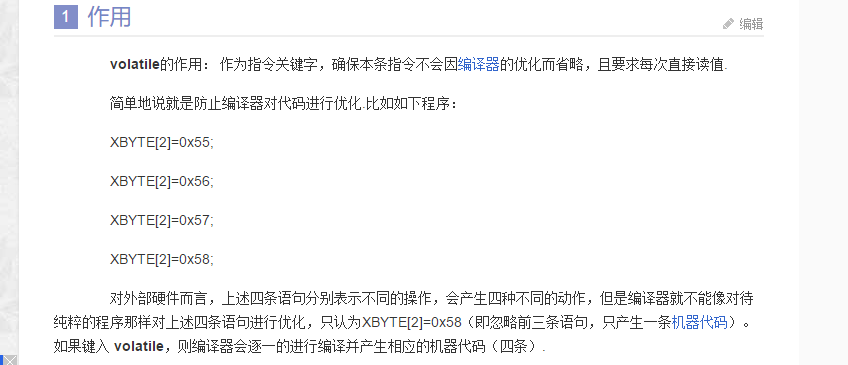 1 作用
编辑
volatile的作用： 作为指令关键字，确保本条指令不会因编译器的优化而省略，且要求每次直接读值.
简单地说就是防止编译器对代码进行优化.比如如下程序：
XBYTE[2]=0x55;
XBYTE[2]=0x56;
XBYTE[2]=0x57;
XBYTE[2]=0x58;
对外部硬件而言，上述四条语句分别表示不同的操作，会产生四种不同的动作，但是编译器就不能像对待
纯粹的程序那样对上述四条语句进行优化，只认为XBYTE[2]=0x58（即忽略前三条语句，只产生一条机器代码）。
如果键入 volatile，则编译器会逐一的进行编译并产生相应的机器代码（四条）.